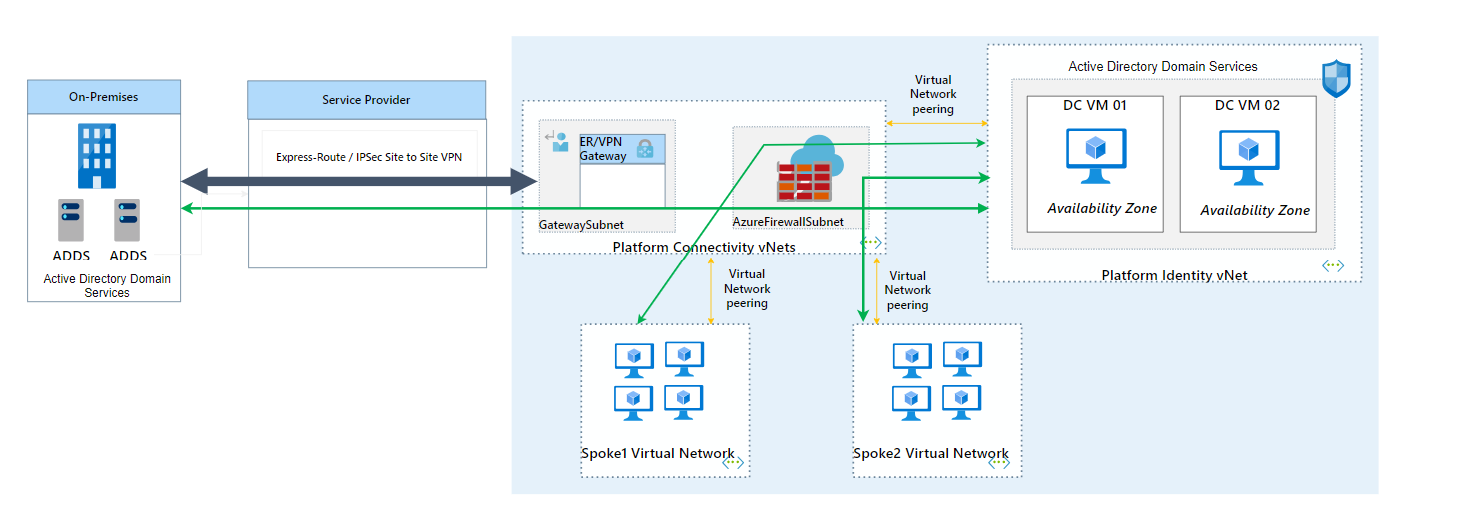 On-Premises
ADDS
ADDS
Active Directory Domain
Services
Service Provider
Express-Route / IPSec Site to Site VPN
ER/VPN
Gateway
GatewaySubnet
AzureFirewallSubnet
Platform Connectivity vNets
Virtual
Network
peering
Active Directory Domain Services
DC VM 01
Availability Zone
DC VM 02
Availability Zone
Platform Identity vNet
Virtual
Network
peering
Virtual
Network
peering
Spoke1 Virtual Network
Spoke2 Virtual Network